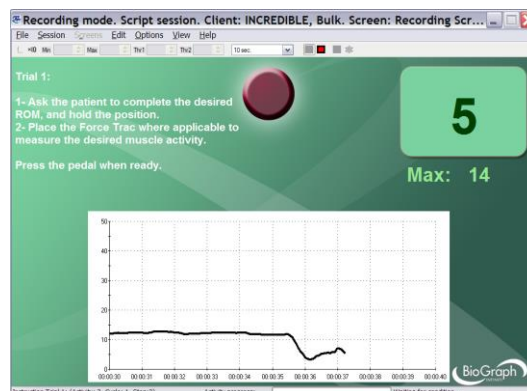 Recording mode. Script session. Client: INCREDIBLE, Bulk. Screen: Recording Scr...
File Session Screens Edit Options View Help
Min Max Thr1 Thr2 10 sec.
Trial 1:
1- Ask the patient to complete the desired
ROM, and hold the position.
2- Place the Force Trac where applicable to
measure the desired muscle activity.
Press the pedal when ready.
5
Max: 14
50
40
30
20
10
0
00:00:30 00:00:31 00:00:32 00:00:33 00:00:34 00:00:35 00:00:36 00:00:37 00:00:38 00:00:39 00:00:40
BioGraph